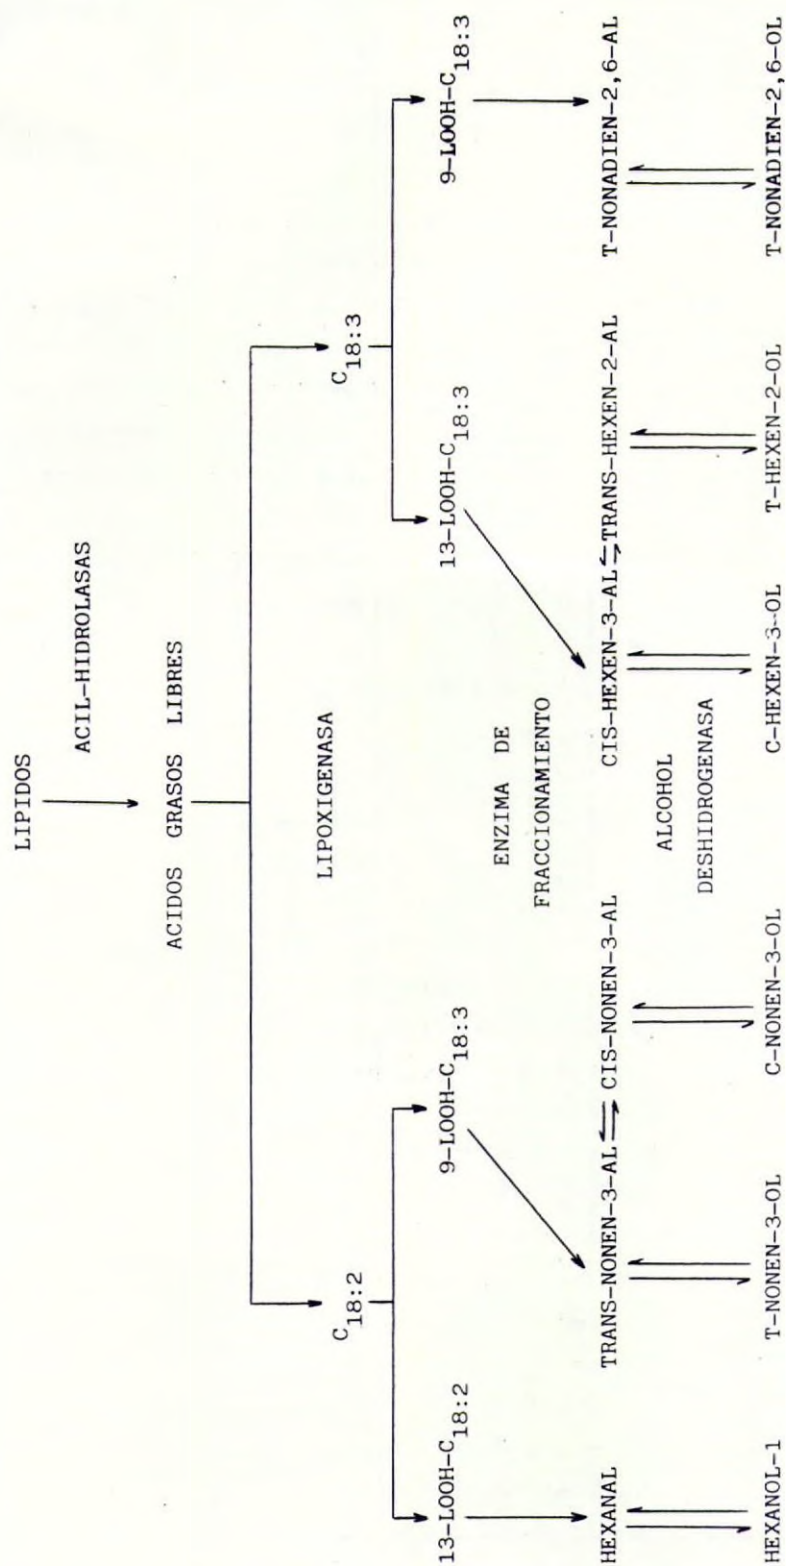 LIPIDOS
ACIL-HIDROLASAS
ACIDOS GRASOS LIBRES
LIPOXIGENASA
C18:2
C18:3
13-LOOH-C18:2
9-LOOH-C18:3
13-LOOH-C18:3
9-LOOH-C18:3
ENZIMA DE
FRACCIONAMIENTO
HEXANAL
TRANS-NONEN-3-AL ⇌ CIS-NONEN-3-AL
CIS-HEXEN-3-AL ⇌ TRANS-HEXEN-2-AL
T-NONADIEN-2,6-AL
ALCOHOL
DESHIDROGENASA
HEXANOL-1
T-NONEN-3-OL
C-NONEN-3-OL
C-HEXEN-3-OL
T-HEXEN-2-OL
T-NONADIEN-2,6-OL